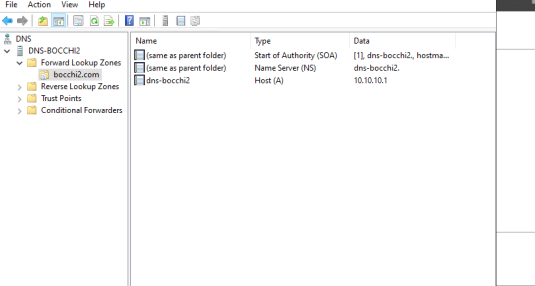 File Action View Help
DNS
DNS-BOCCHI2
Forward Lookup Zones
bocchi2.com
Reverse Lookup Zones
Trust Points
Conditional Forwarders
Name Type Data
(same as parent folder) Start of Authority (SOA) [1], dns-bocchi2., hostma...
(same as parent folder) Name Server (NS) dns-bocchi2.
dns-bocchi2 Host (A) 10.10.10.1